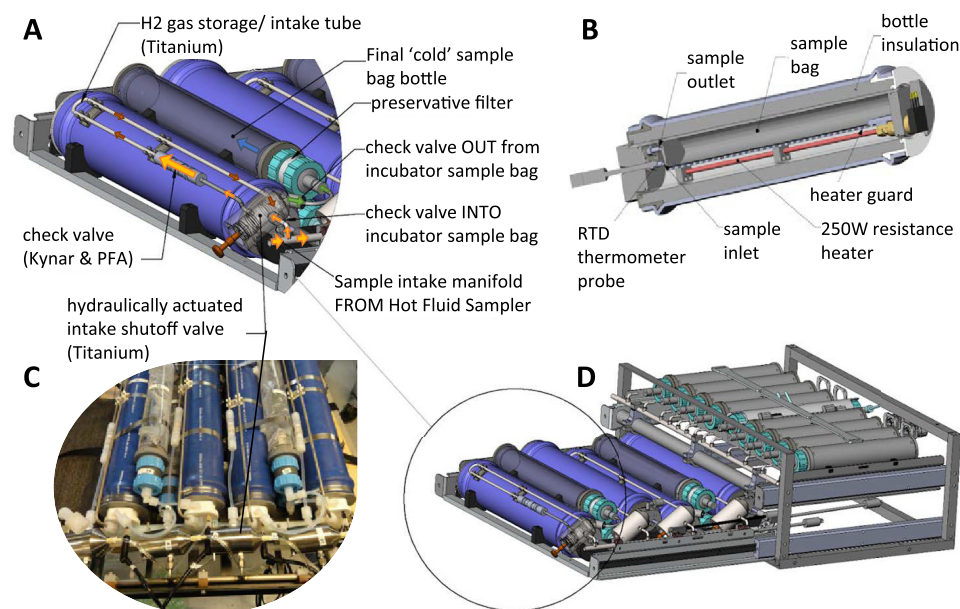 A
H2 gas storage/ intake tube
(Titanium)
Final ‘cold’ sample
bag bottle
preservative filter
check valve OUT from
incubator sample bag
check valve INTO
incubator sample bag
Sample intake manifold
FROM Hot Fluid Sampler
check valve
(Kynar & PFA)
hydraulically actuated
intake shutoff valve
(Titanium)
B
sample
outlet
sample
bag
bottle
insulation
RTD
thermometer
probe
sample
inlet
250W resistance
heater
heater guard
C
D